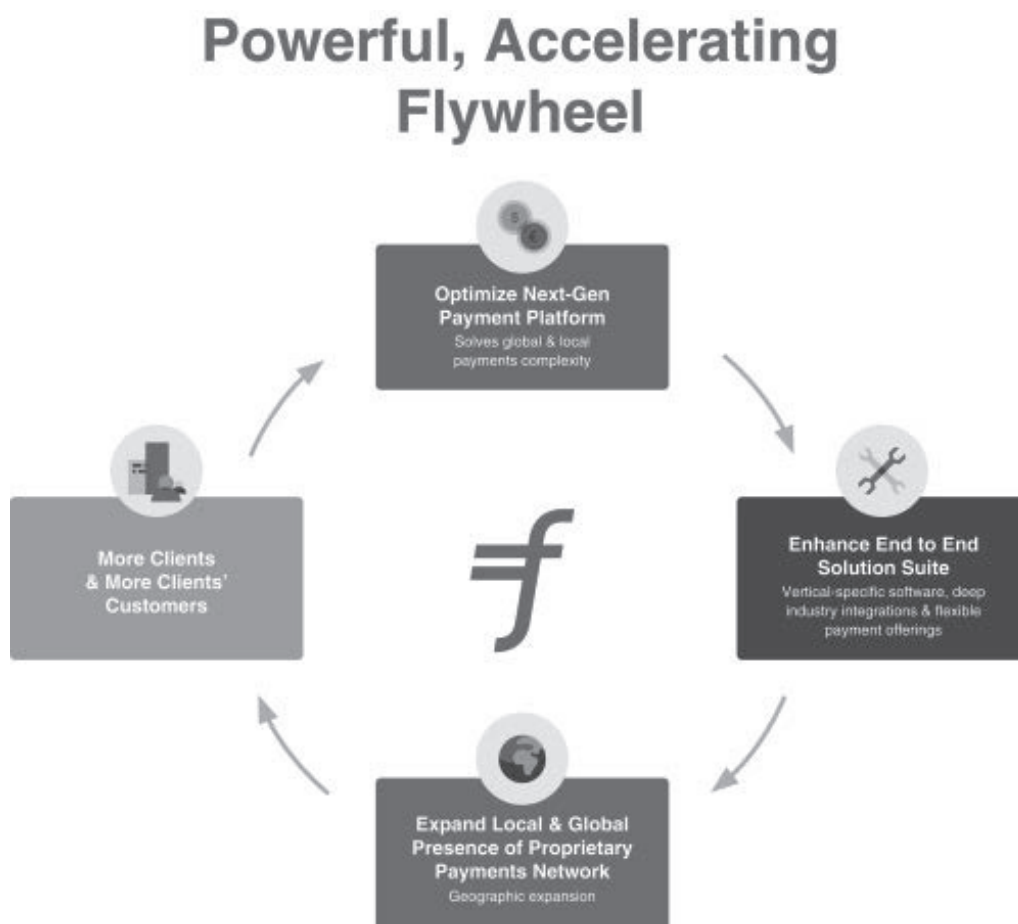 Powerful, Accelerating
Flywheel
$
€
Optimize Next-Gen
Payment Platform
Solves global & local
payments complexity
More Clients
& More Clients'
Customers
Enhance End to End
Solution Suite
Vertical-specific software, deep
industry integrations & flexible
payment offerings
Expand Local & Global
Presence of Proprietary
Payments Network
Geographic expansion